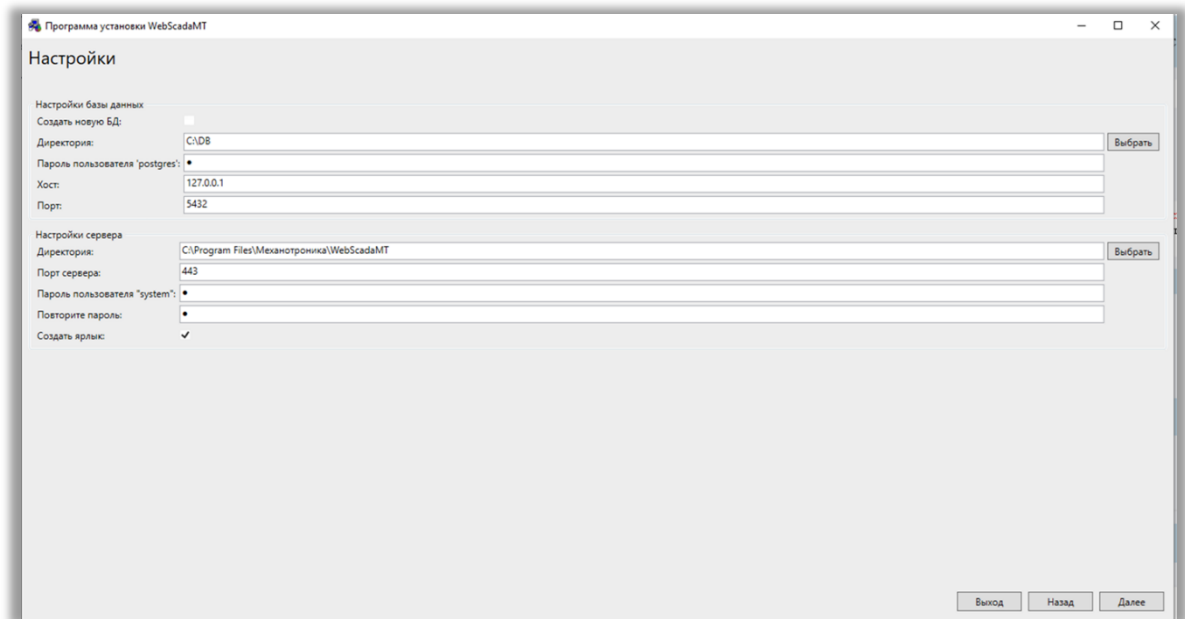 Программа установки WebScadaMT
Настройки
Настройки базы данных
Создать новую БД:
Директория: C:\DB Выбрать
Пароль пользователя 'postgres': •
Хост: 127.0.0.1
Порт: 5432
Настройки сервера
Директория: C:\Program Files\Механотроника\WebScadaMT Выбрать
Порт сервера: 443
Пароль пользователя "system": •
Повторите пароль: •
Создать ярлык:
Выход Назад Далее